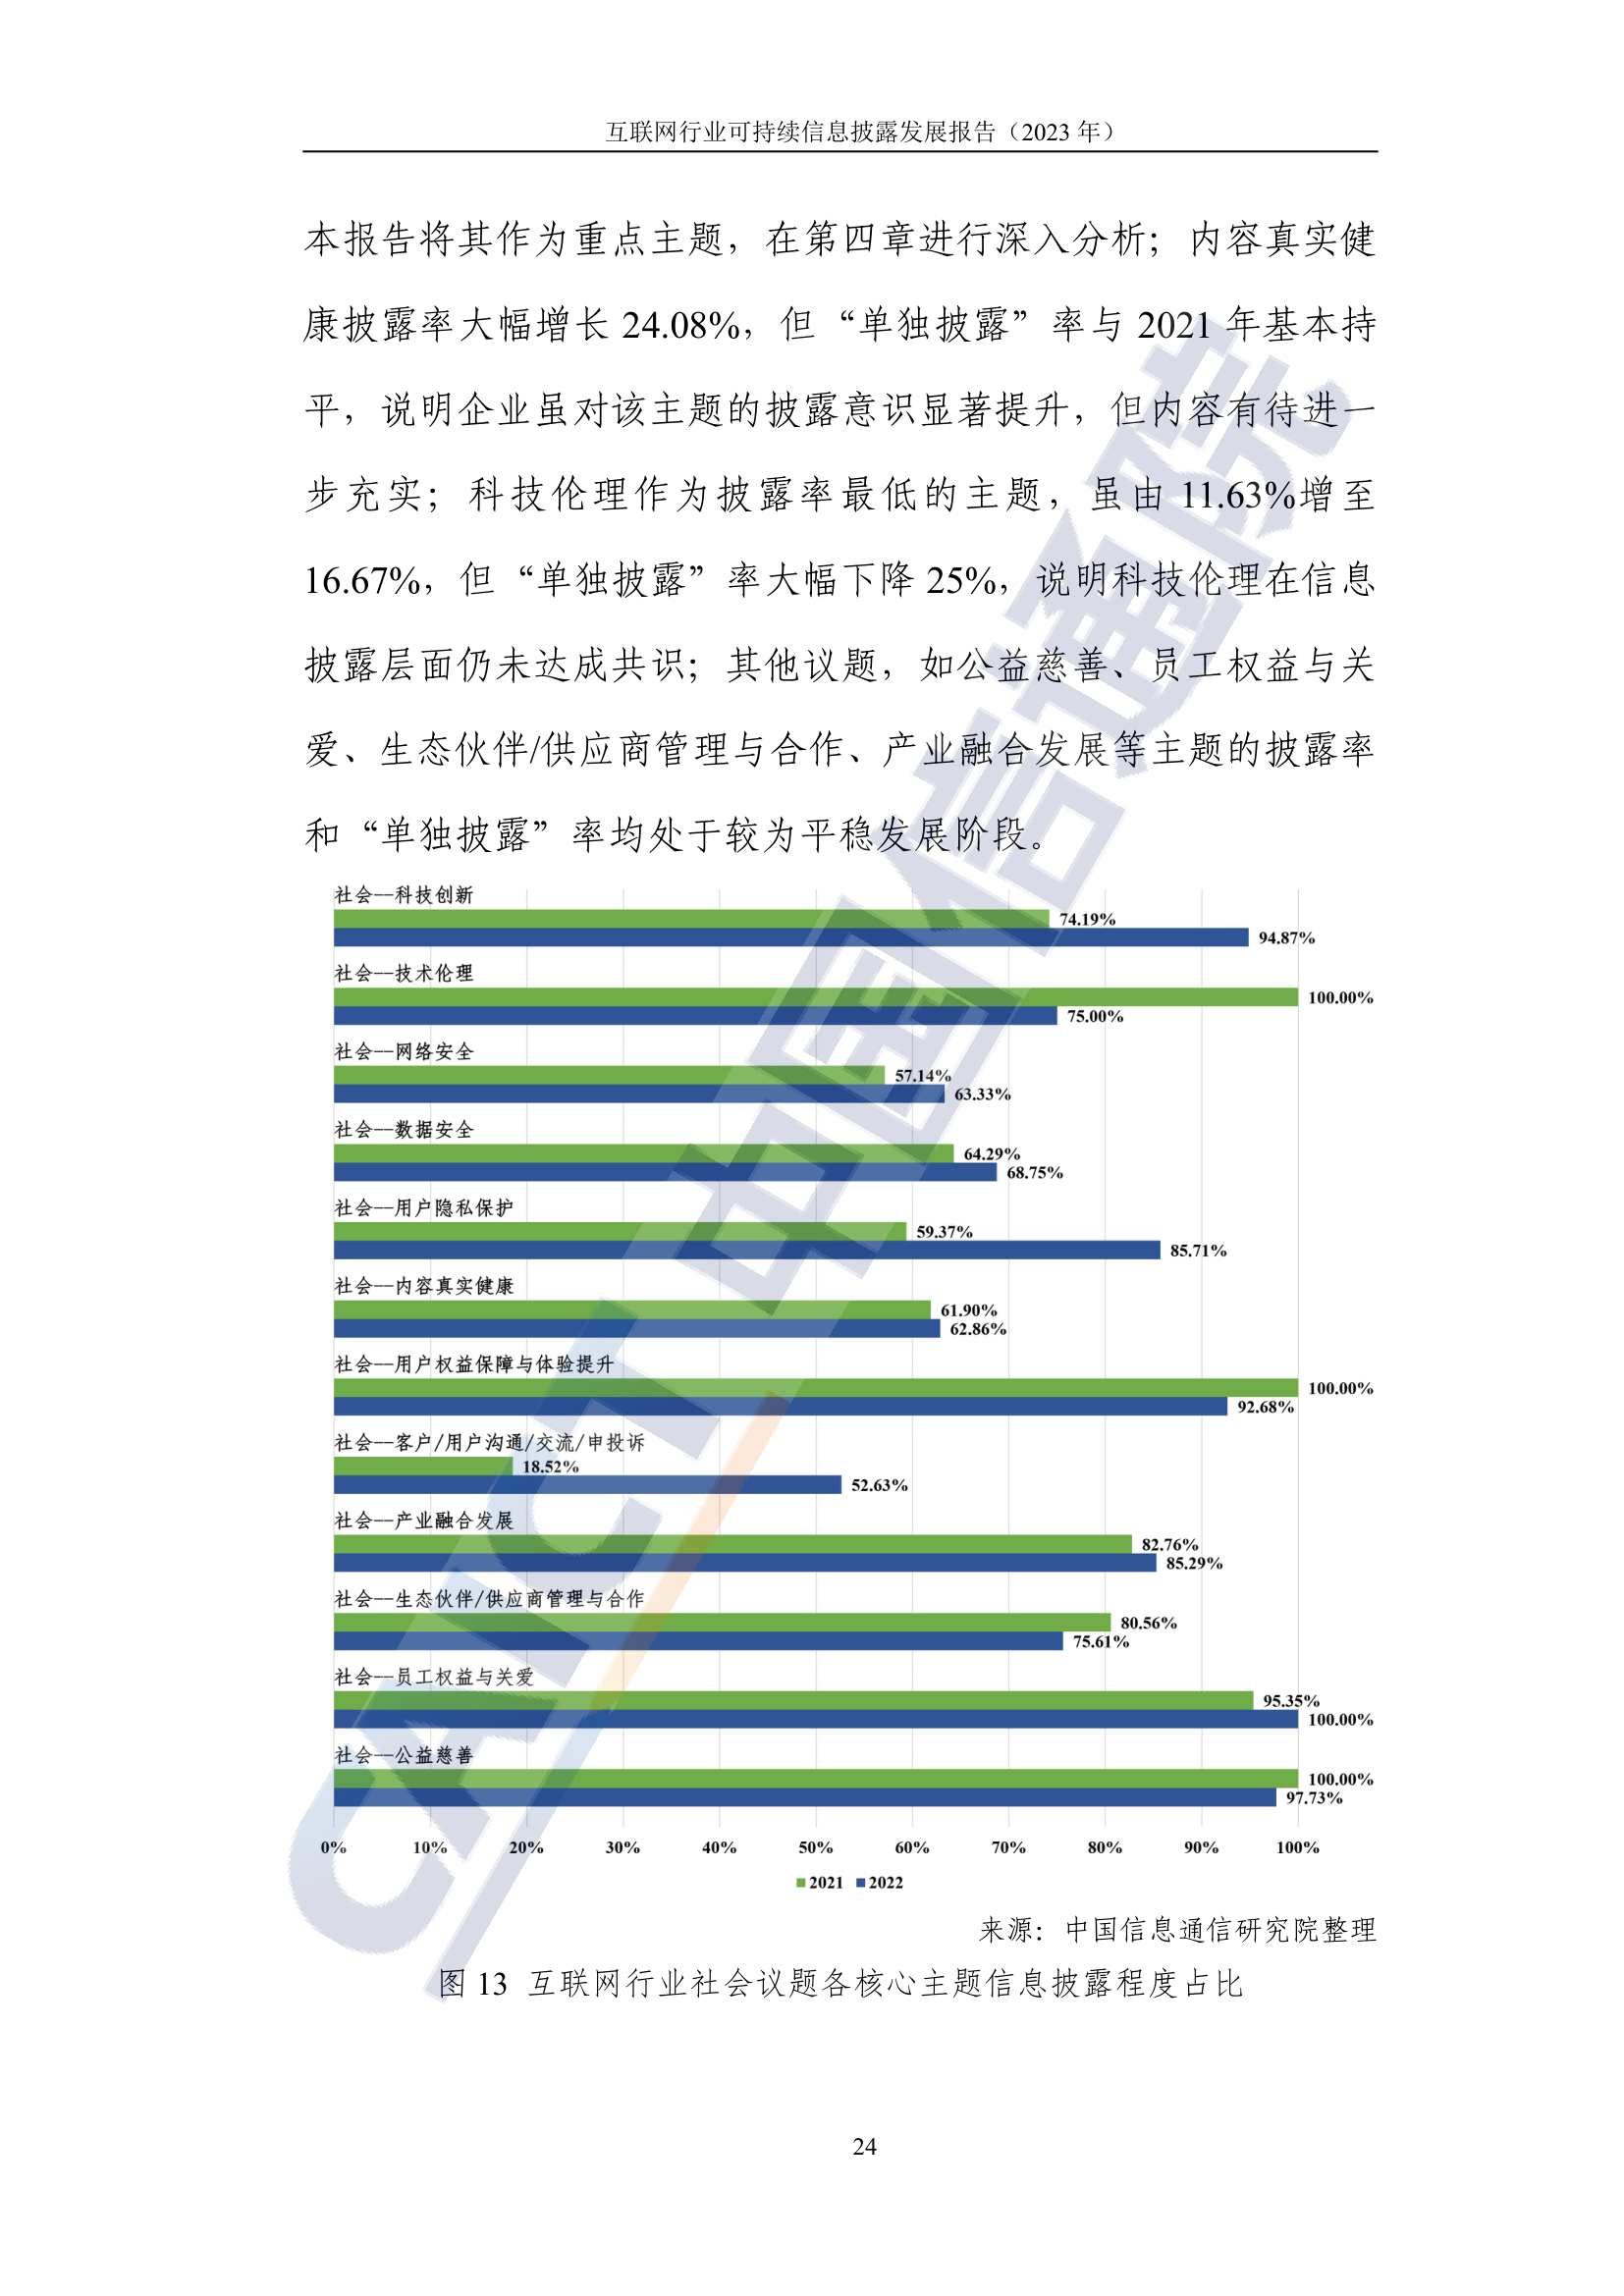 互联网行业可持续信息披露发展报告（2023 年）
本报告将其作为重点主题，在第四章进行深入分析；内容真实健
康披露率大幅增长 24.08%，但“单独披露”率与 2021 年基本持
平，说明企业虽对该主题的披露意识显著提升，但内容有待进一
步充实；科技伦理作为披露率最低的主题，虽由 11.63%增至
16.67%，但“单独披露”率大幅下降 25%，说明科技伦理在信息
披露层面仍未达成共识；其他议题，如公益慈善、员工权益与关
爱、生态伙伴/供应商管理与合作、产业融合发展等主题的披露率
和“单独披露”率均处于较为平稳发展阶段。
社会—科技创新
74.19%
94.87%
社会—技术伦理
100.00%
75.00%
社会—网络安全
57.14%
63.33%
社会—数据安全
64.29%
68.75%
社会—用户隐私保护
59.37%
85.71%
社会—内容真实健康
61.90%
62.86%
社会—用户权益保障与体验提升
100.00%
92.68%
社会—客户/用户沟通/交流/申投诉
18.52%
52.63%
社会—产业融合发展
82.76%
85.29%
社会—生态伙伴/供应商管理与合作
80.56%
75.61%
社会—员工权益与关爱
95.35%
100.00%
社会—公益慈善
100.00%
97.73%
0% 10% 20% 30% 40% 50% 60% 70% 80% 90% 100%
2021 2022
来源：中国信息通信研究院整理
图 13 互联网行业社会议题各核心主题信息披露程度占比
24
CAICT 中国信通院